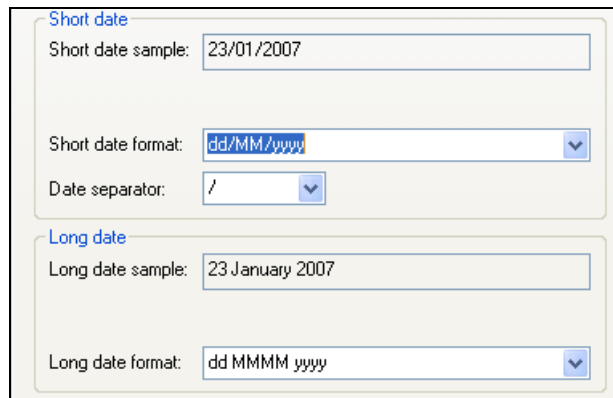 Short date
Short date sample: 23/01/2007
Short date format: dd/MM/yyyy
Date separator: /
Long date
Long date sample: 23 January 2007
Long date format: dd MMMM yyyy